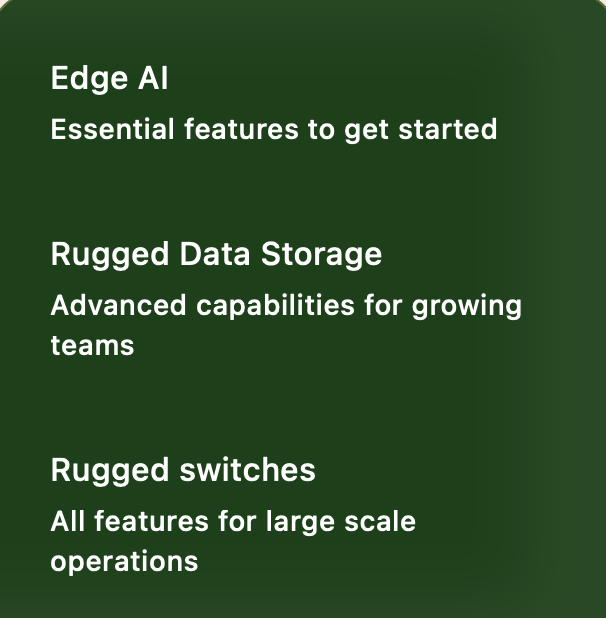 Edge AI
Essential features to get started
Rugged Data Storage
Advanced capabilities for growing
teams
Rugged switches
All features for large scale
operations